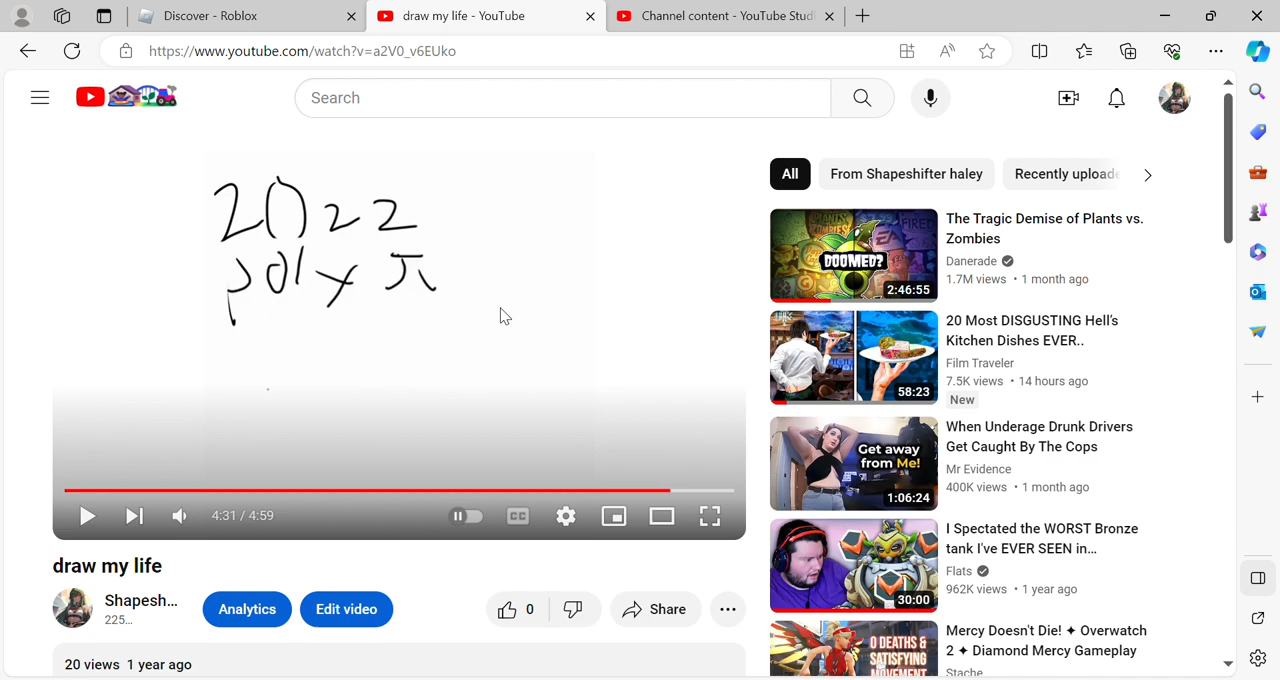 Discover - Roblox
draw my life - YouTube
Channel content - YouTube Stud
https://www.youtube.com/watch?v=a2V0_v6EUko
Search
2022
4:31 / 4:59
CC
draw my life
Shapesh...
225...
Analytics
Edit video
0
Share
20 views 1 year ago
All
From Shapeshifter haley
Recently uploade
DOOMED?
FIRED
EA
2:46:55
The Tragic Demise of Plants vs.
Zombies
Danerade
1.7M views • 1 month ago
58:23
20 Most DISGUSTING Hell's
Kitchen Dishes EVER..
Film Traveler
7.5K views • 14 hours ago
New
Get away
from Me!
1:06:24
When Underage Drunk Drivers
Get Caught By The Cops
Mr Evidence
400K views • 1 month ago
30:00
I Spectated the WORST Bronze
tank I've EVER SEEN in...
Flats
962K views • 1 year ago
0 DEATHS &
SATISFYING
MOVEMENT
Mercy Doesn't Die! ✦ Overwatch
2 ✦ Diamond Mercy Gameplay
Stache